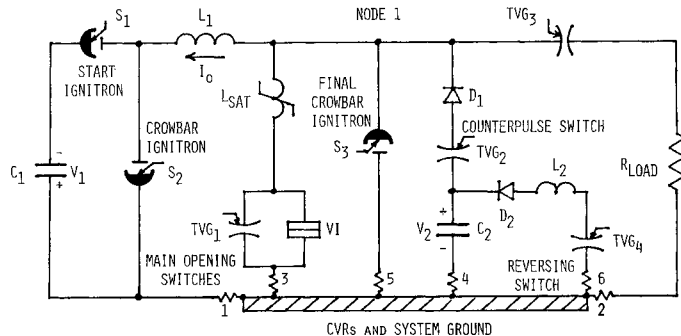 S1
L1
NODE 1
TVG3
START
IGNITRON
I0
LSAT
FINAL
CROWBAR
IGNITRON
D1
COUNTERPULSE SWITCH
CROWBAR
IGNITRON
S2
S3
TVG2
L2
RLOAD
C1
-
V1
+
TVG1
VI
+
V2
C2
-
D2
TVG4
MAIN OPENING
SWITCHES
REVERSING
SWITCH
1
3
5
4
6
2
CVRs AND SYSTEM GROUND